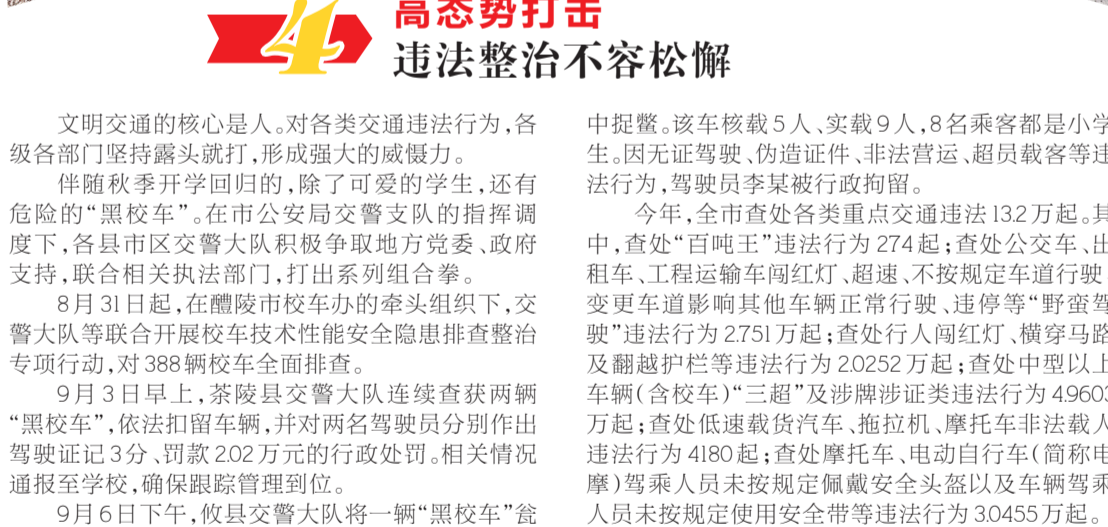 4
高态势打击
违法整治不容松懈
文明交通的核心是人。对各类交通违法行为,各
级各部门坚持露头就打,形成强大的威慑力。
伴随秋季开学回归的,除了可爱的学生,还有
危险的“黑校车”。在市公安局交警支队的指挥调
度下,各县市区交警大队积极争取地方党委、政府
支持,联合相关执法部门,打出系列组合拳。
8月31日起,在醴陵市校车办的牵头组织下,交
警大队等联合开展校车技术性能安全隐患排查整治
专项行动,对388辆校车全面排查。
9月3日早上,茶陵县交警大队连续查获两辆
“黑校车”,依法扣留车辆,并对两名驾驶员分别作出
驾驶证记3分、罚款2.02万元的行政处罚。相关情况
通报至学校,确保跟踪管理到位。
9月6日下午,攸县交警大队将一辆“黑校车”瓮
中捉鳖。该车核载5人、实载9人,8名乘客都是小学
生。因无证驾驶、伪造证件、非法营运、超员载客等违
法行为,驾驶员李某被行政拘留。
今年,全市查处各类重点交通违法13.2万起。其
中,查处“百吨王”违法行为274起;查处公交车、出
租车、工程运输车闯红灯、超速、不按规定车道行驶
变更车道影响其他车辆正常行驶、违停等“野蛮驾
驶”违法行为2.751万起;查处行人闯红灯、横穿马路
及翻越护栏等违法行为2.0252万起;查处中型以上
车辆(含校车)“三超”及涉牌涉证类违法行为4.9603
万起;查处低速载货汽车、拖拉机、摩托车非法载人
违法行为4180起;查处摩托车、电动自行车(简称电
摩)驾乘人员未按规定佩戴安全头盔以及车辆驾乘
人员未按规定使用安全带等违法行为3.0455万起。